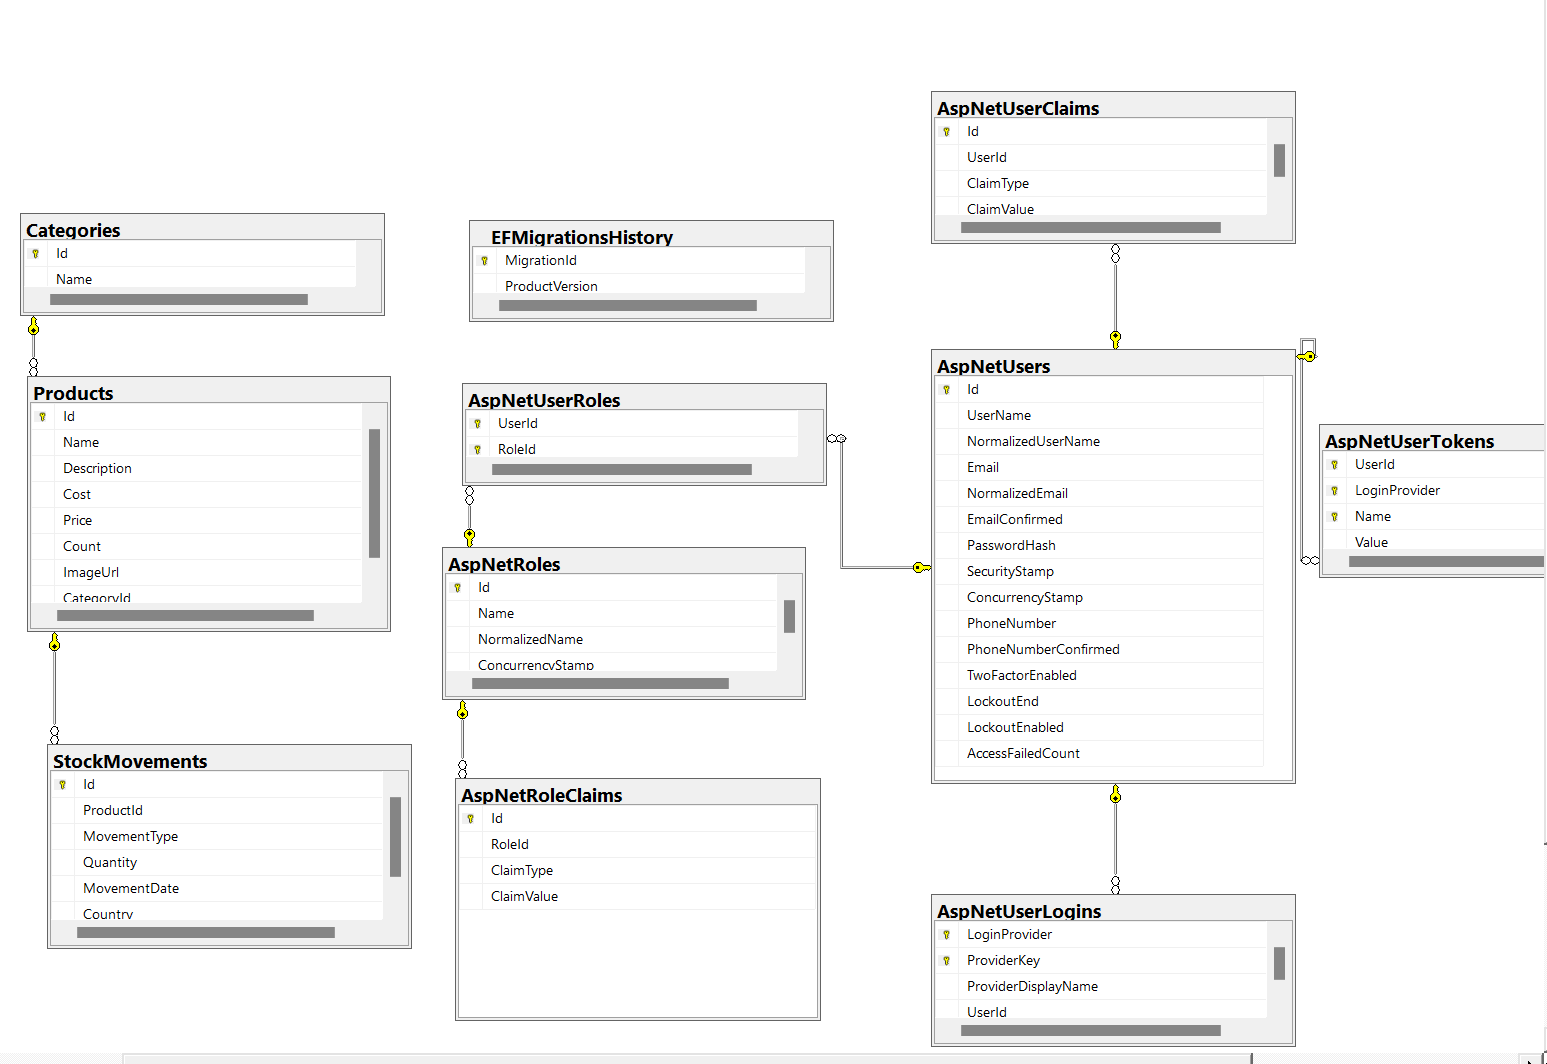 Categories
Id
Name
Products
Id
Name
Description
Cost
Price
Count
ImageUrl
CategoryId
StockMovements
Id
ProductId
MovementType
Quantity
MovementDate
Country
EFMigrationsHistory
MigrationId
ProductVersion
AspNetUserRoles
UserId
RoleId
AspNetRoles
Id
Name
NormalizedName
ConcurrencyStamp
AspNetRoleClaims
Id
RoleId
ClaimType
ClaimValue
AspNetUserClaims
Id
UserId
ClaimType
ClaimValue
AspNetUsers
Id
UserName
NormalizedUserName
Email
NormalizedEmail
EmailConfirmed
PasswordHash
SecurityStamp
ConcurrencyStamp
PhoneNumber
PhoneNumberConfirmed
TwoFactorEnabled
LockoutEnd
LockoutEnabled
AccessFailedCount
AspNetUserLogins
LoginProvider
ProviderKey
ProviderDisplayName
UserId
AspNetUserTokens
UserId
LoginProvider
Name
Value